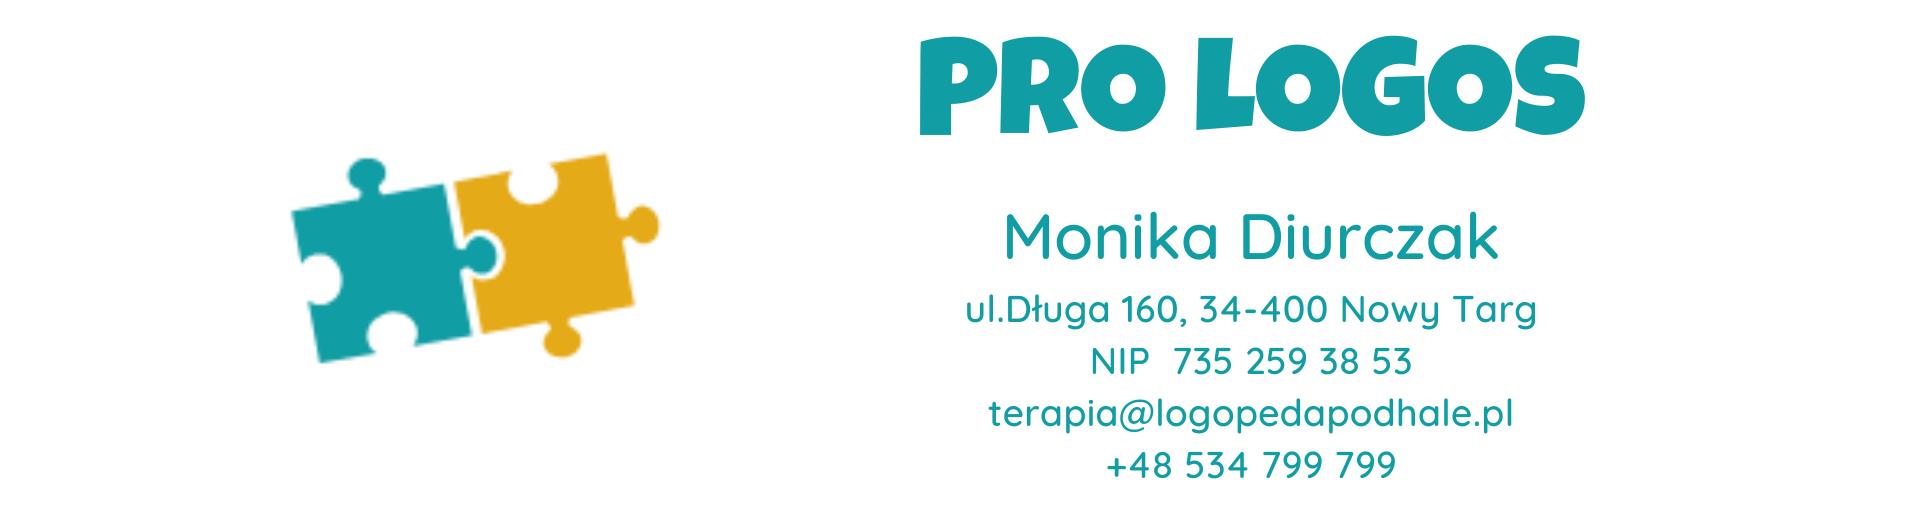 PRO LOGOS
Monika Diurczak
ul.Długa 160, 34-400 Nowy Targ
NIP  735 259 38 53
terapia@logopedapodhale.pl
+48 534 799 799